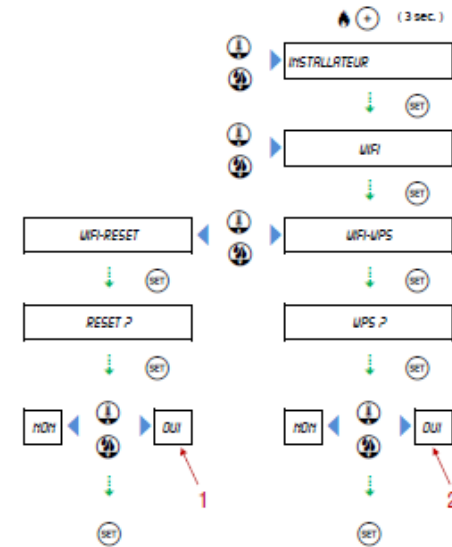 + (3 sec.)
INSTALLATEUR
SET
WIFI
SET
WIFI-RESET
WIFI-WPS
SET
SET
RESET ?
WPS ?
SET
SET
NON
OUI
NON
OUI
1
2
SET
SET